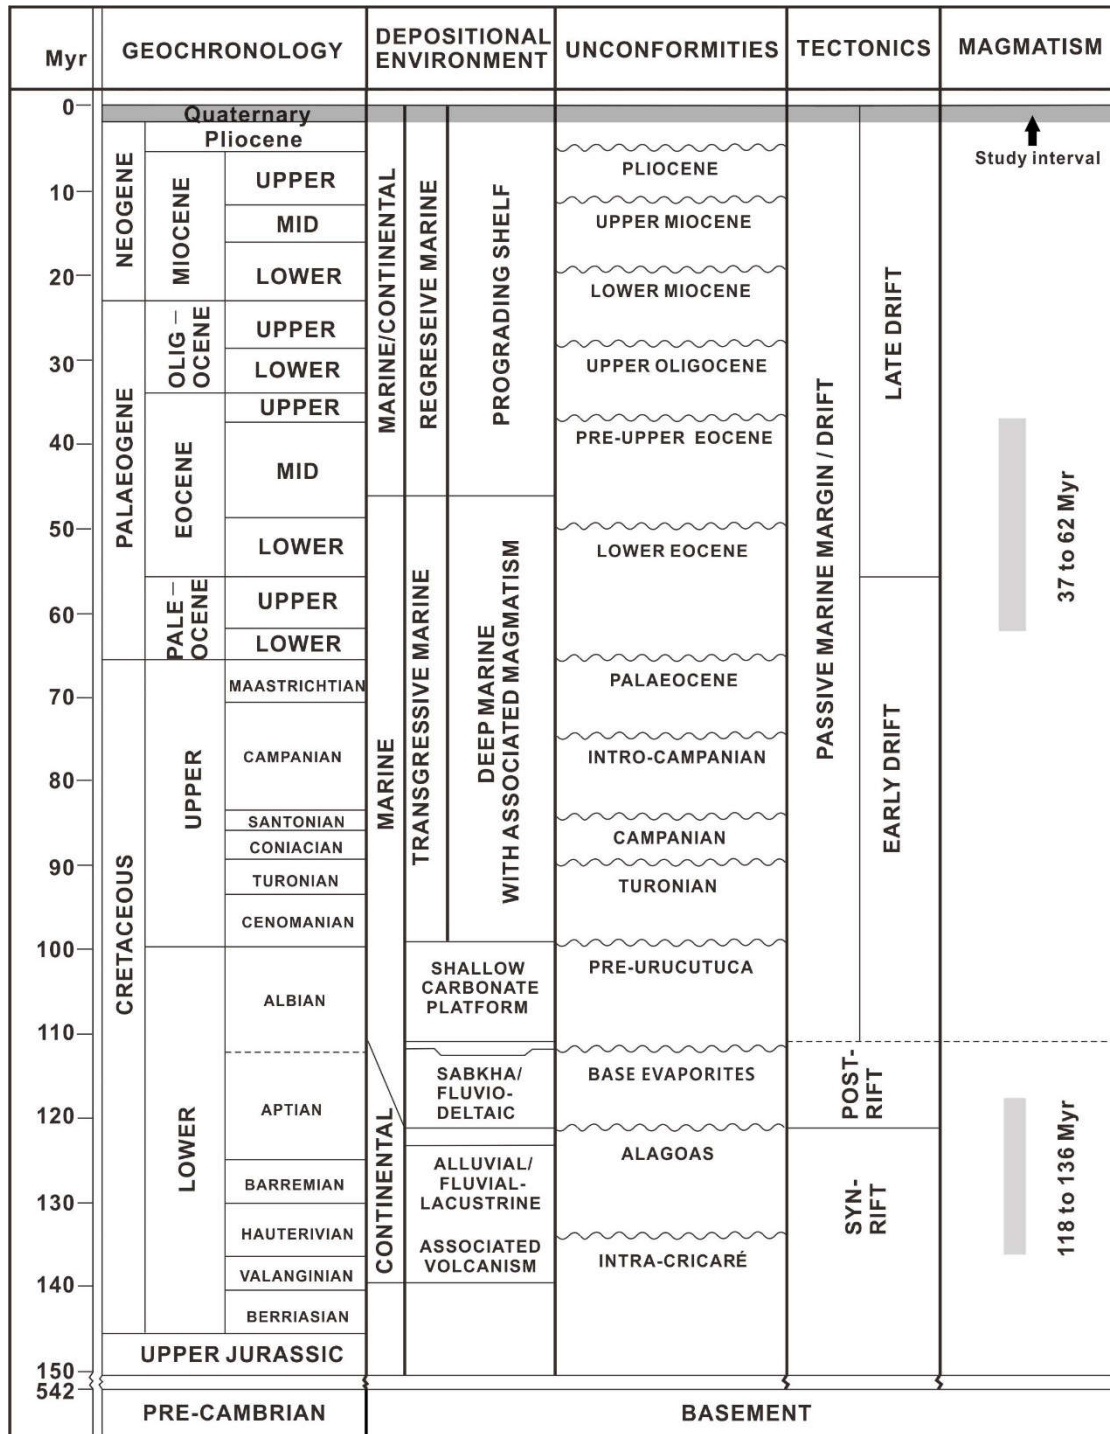 Myr
GEOCHRONOLOGY
DEPOSITIONAL
ENVIRONMENT
UNCONFORMITIES
TECTONICS
MAGMATISM
0
10
20
30
40
50
60
70
80
90
100
110
120
130
140
150
542
Quaternary
NEOGENE
Pliocene
MIOCENE
UPPER
MID
LOWER
PALAEOGENE
OLIG –
OCENE
UPPER
LOWER
EOCENE
UPPER
MID
LOWER
PALE –
OCENE
UPPER
LOWER
CRETACEOUS
UPPER
MAASTRICHTIAN
CAMPANIAN
SANTONIAN
CONIACIAN
TURONIAN
CENOMANIAN
LOWER
ALBIAN
APTIAN
BARREMIAN
HAUTERIVIAN
VALANGINIAN
BERRIASIAN
UPPER JURASSIC
PRE-CAMBRIAN
MARINE/CONTINENTAL
MARINE
CONTINENTAL
REGRESEIVE MARINE
PROGRADING SHELF
TRANSGRESSIVE MARINE
DEEP MARINE
WITH ASSOCIATED MAGMATISM
SHALLOW
CARBONATE
PLATFORM
SABKHA/
FLUVIO-
DELTAIC
ALLUVIAL/
FLUVIAL-
LACUSTRINE
ASSOCIATED
VOLCANISM
PLIOCENE
UPPER MIOCENE
LOWER MIOCENE
UPPER OLIGOCENE
PRE-UPPER EOCENE
LOWER EOCENE
PALAEOCENE
INTRO-CAMPANIAN
CAMPANIAN
TURONIAN
PRE-URUCUTUCA
BASE EVAPORITES
ALAGOAS
INTRA-CRICARÉ
PASSIVE MARINE MARGIN / DRIFT
LATE DRIFT
EARLY DRIFT
POST-
RIFT
SYN-
RIFT
Study interval
37 to 62 Myr
118 to 136 Myr
BASEMENT